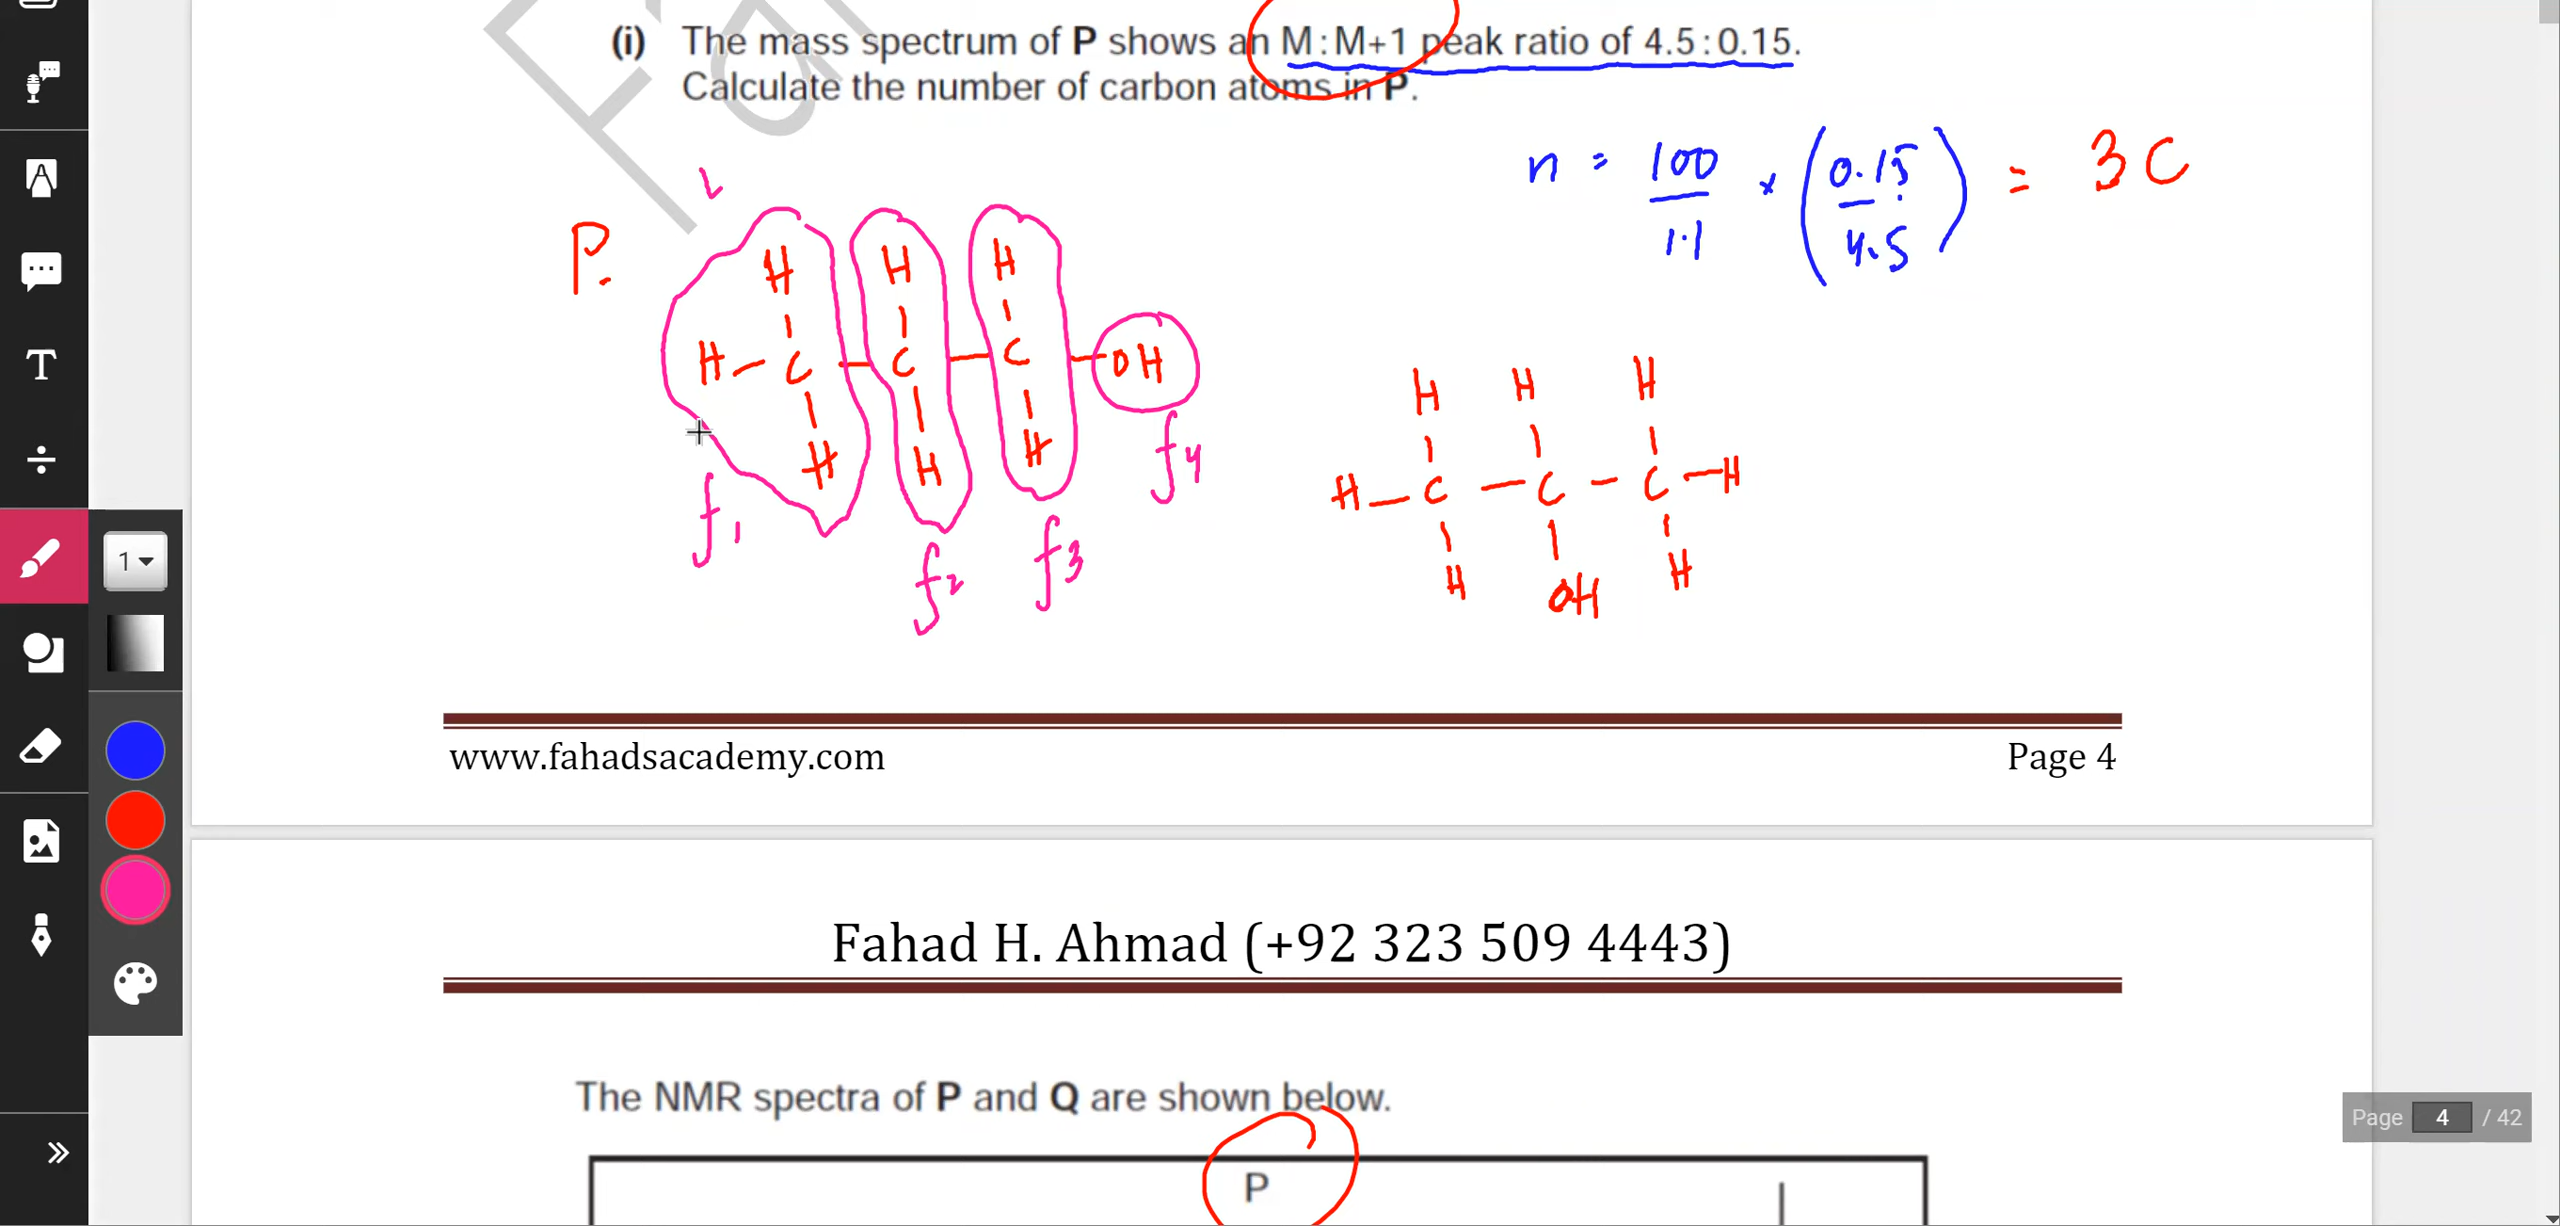 (i) The mass spectrum of P shows an M : M+1 peak ratio of 4.5 : 0.15.
Calculate the number of carbon atoms in P.
n = 100 / 1.1 × ( 0.15 / 4.5 ) = 3 C
P.
H H H
H – C – C – C – OH
H H H
f1 f2 f3 f4
H H H
H – C – C – C – H
H OH H
www.fahadsacademy.com Page 4
Fahad H. Ahmad (+92 323 509 4443)
The NMR spectra of P and Q are shown below.
P
1
T
Page 4 / 42